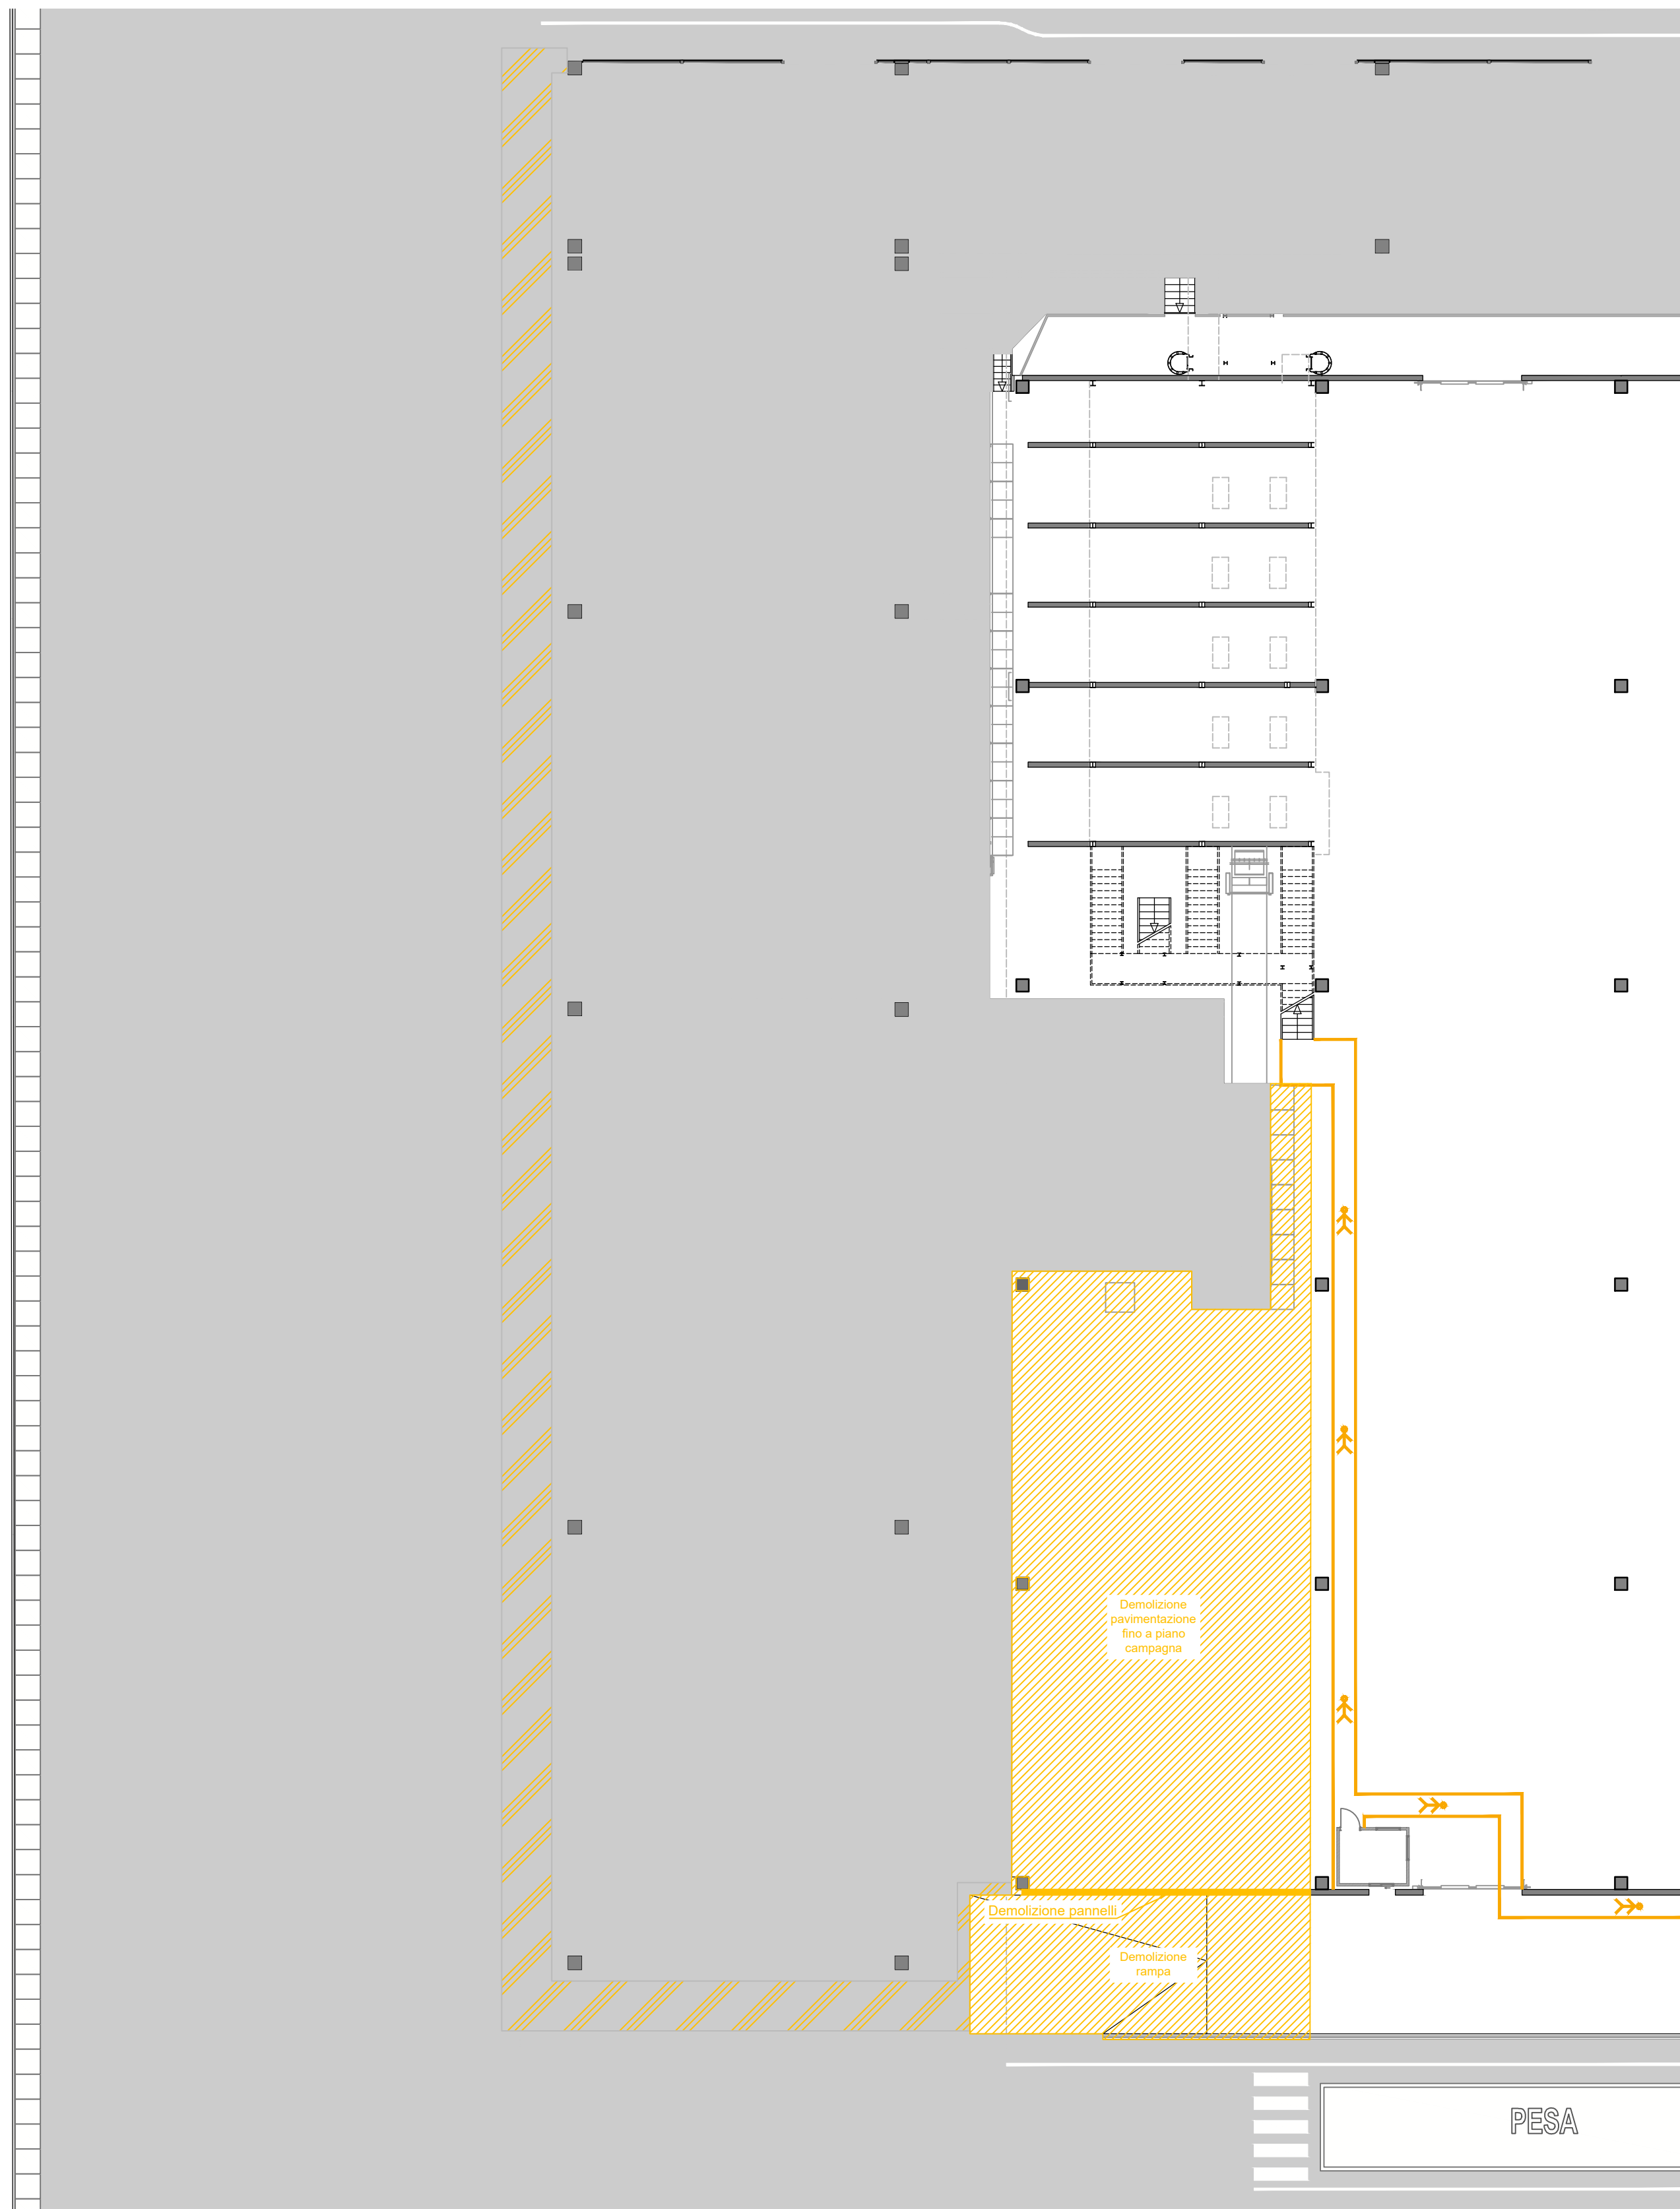 Demolizione
pavimentazione
fino a piano
campagna
Demolizione pannelli
Demolizione
rampa
PESA